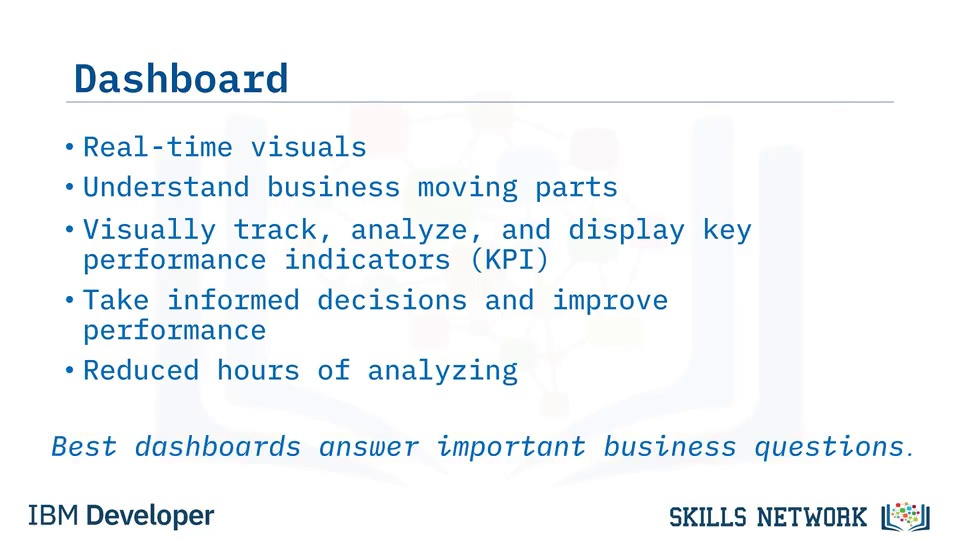 Dashboard
• Real-time visuals
• Understand business moving parts
• Visually track, analyze, and display key
performance indicators (KPI)
• Take informed decisions and improve
performance
• Reduced hours of analyzing
Best dashboards answer important business questions.
IBM Developer
SKILLS NETWORK